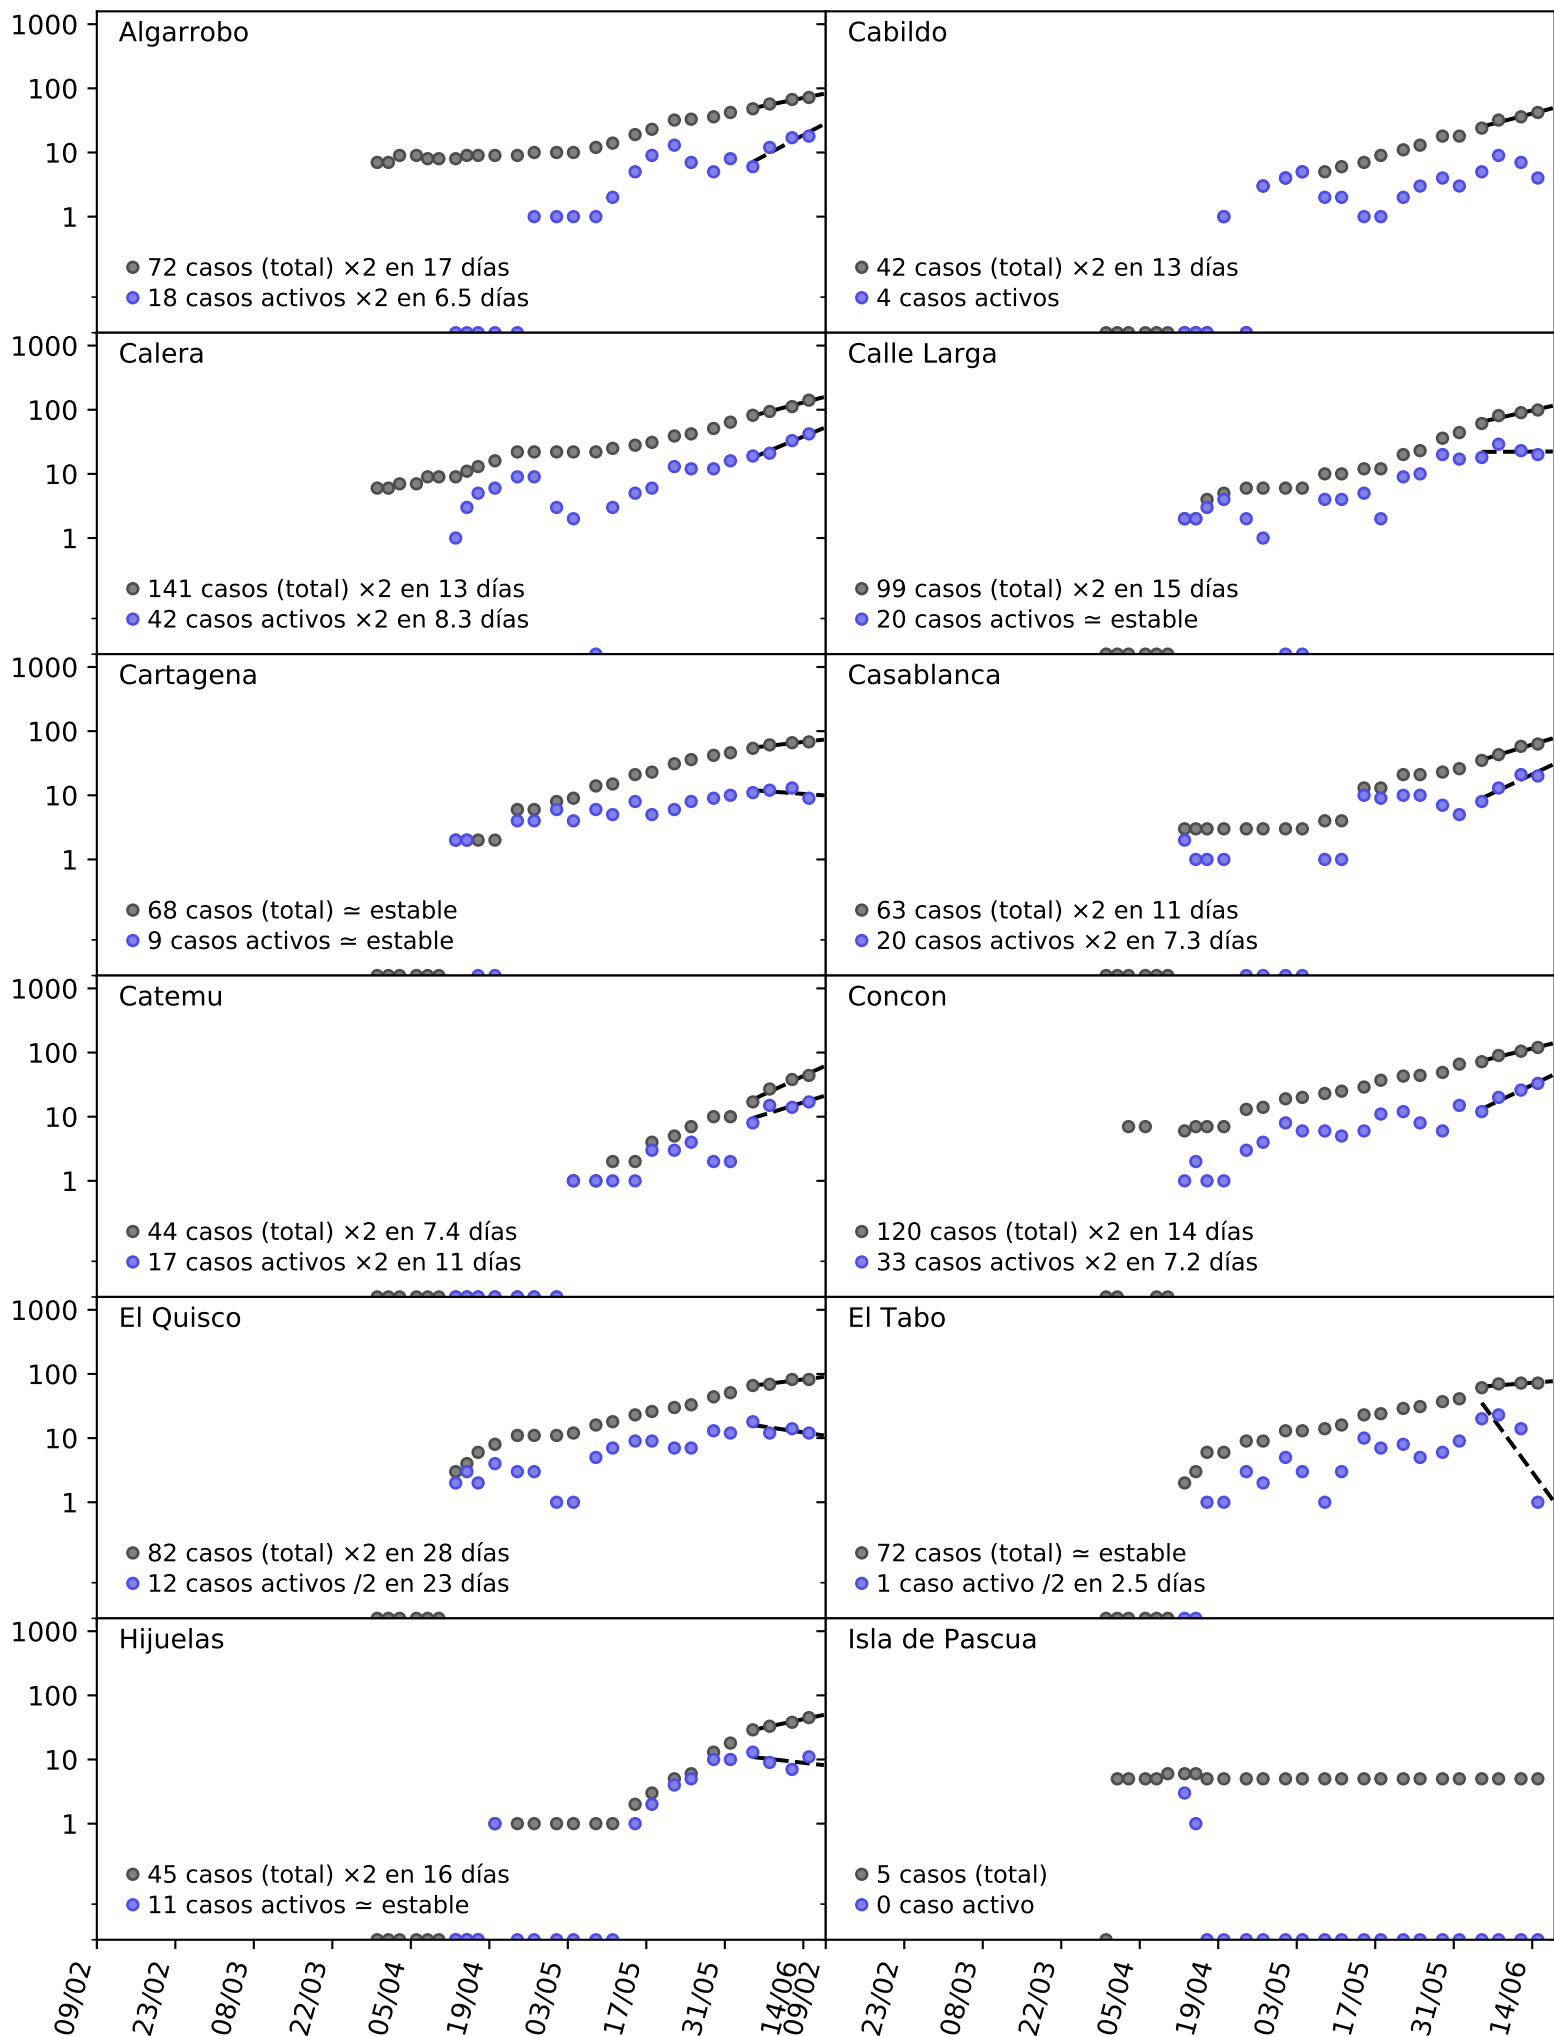 1000
100
10
1
Algarrobo
72 casos (total) ×2 en 17 días
18 casos activos ×2 en 6.5 días
Cabildo
42 casos (total) ×2 en 13 días
4 casos activos
1000
100
10
1
Calera
141 casos (total) ×2 en 13 días
42 casos activos ×2 en 8.3 días
Calle Larga
99 casos (total) ×2 en 15 días
20 casos activos ≃ estable
1000
100
10
1
Cartagena
68 casos (total) ≃ estable
9 casos activos ≃ estable
Casablanca
63 casos (total) ×2 en 11 días
20 casos activos ×2 en 7.3 días
1000
100
10
1
Catemu
44 casos (total) ×2 en 7.4 días
17 casos activos ×2 en 11 días
Concon
120 casos (total) ×2 en 14 días
33 casos activos ×2 en 7.2 días
1000
100
10
1
El Quisco
82 casos (total) ×2 en 28 días
12 casos activos /2 en 23 días
El Tabo
72 casos (total) ≃ estable
1 caso activo /2 en 2.5 días
1000
100
10
1
Hijuelas
45 casos (total) ×2 en 16 días
11 casos activos ≃ estable
Isla de Pascua
5 casos (total)
0 caso activo
09/02
23/02
08/03
22/03
05/04
19/04
03/05
17/05
31/05
14/06
09/02
23/02
08/03
22/03
05/04
19/04
03/05
17/05
31/05
14/06